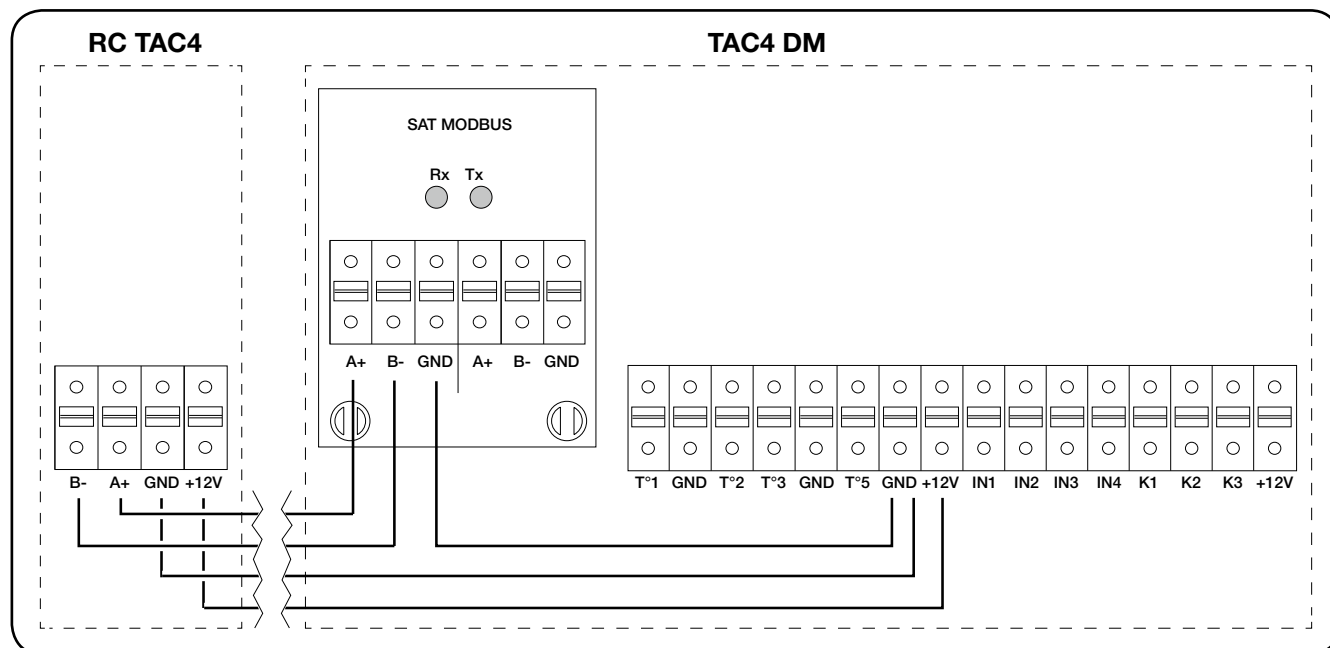 RC TAC4
TAC4 DM
SAT MODBUS
Rx Tx
A+ B- GND A+ B- GND
B- A+ GND +12V
T°1 GND T°2 T°3 GND T°5 GND +12V IN1 IN2 IN3 IN4 K1 K2 K3 +12V